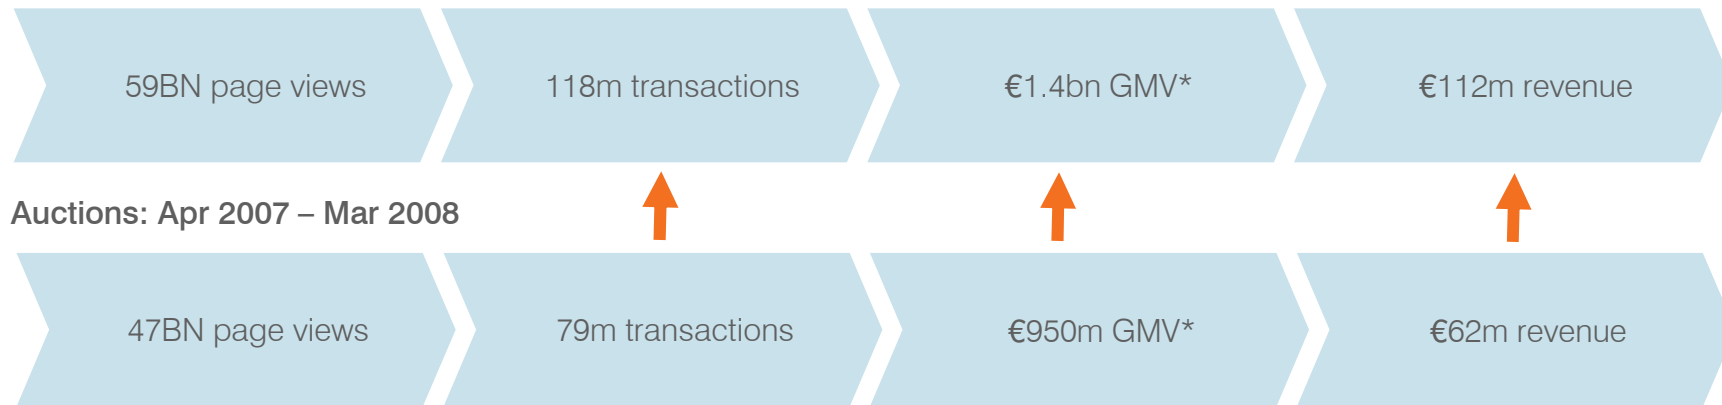 59BN page views
118m transactions
€1.4bn GMV*
€112m revenue
Auctions: Apr 2007 – Mar 2008
47BN page views
79m transactions
€950m GMV*
€62m revenue